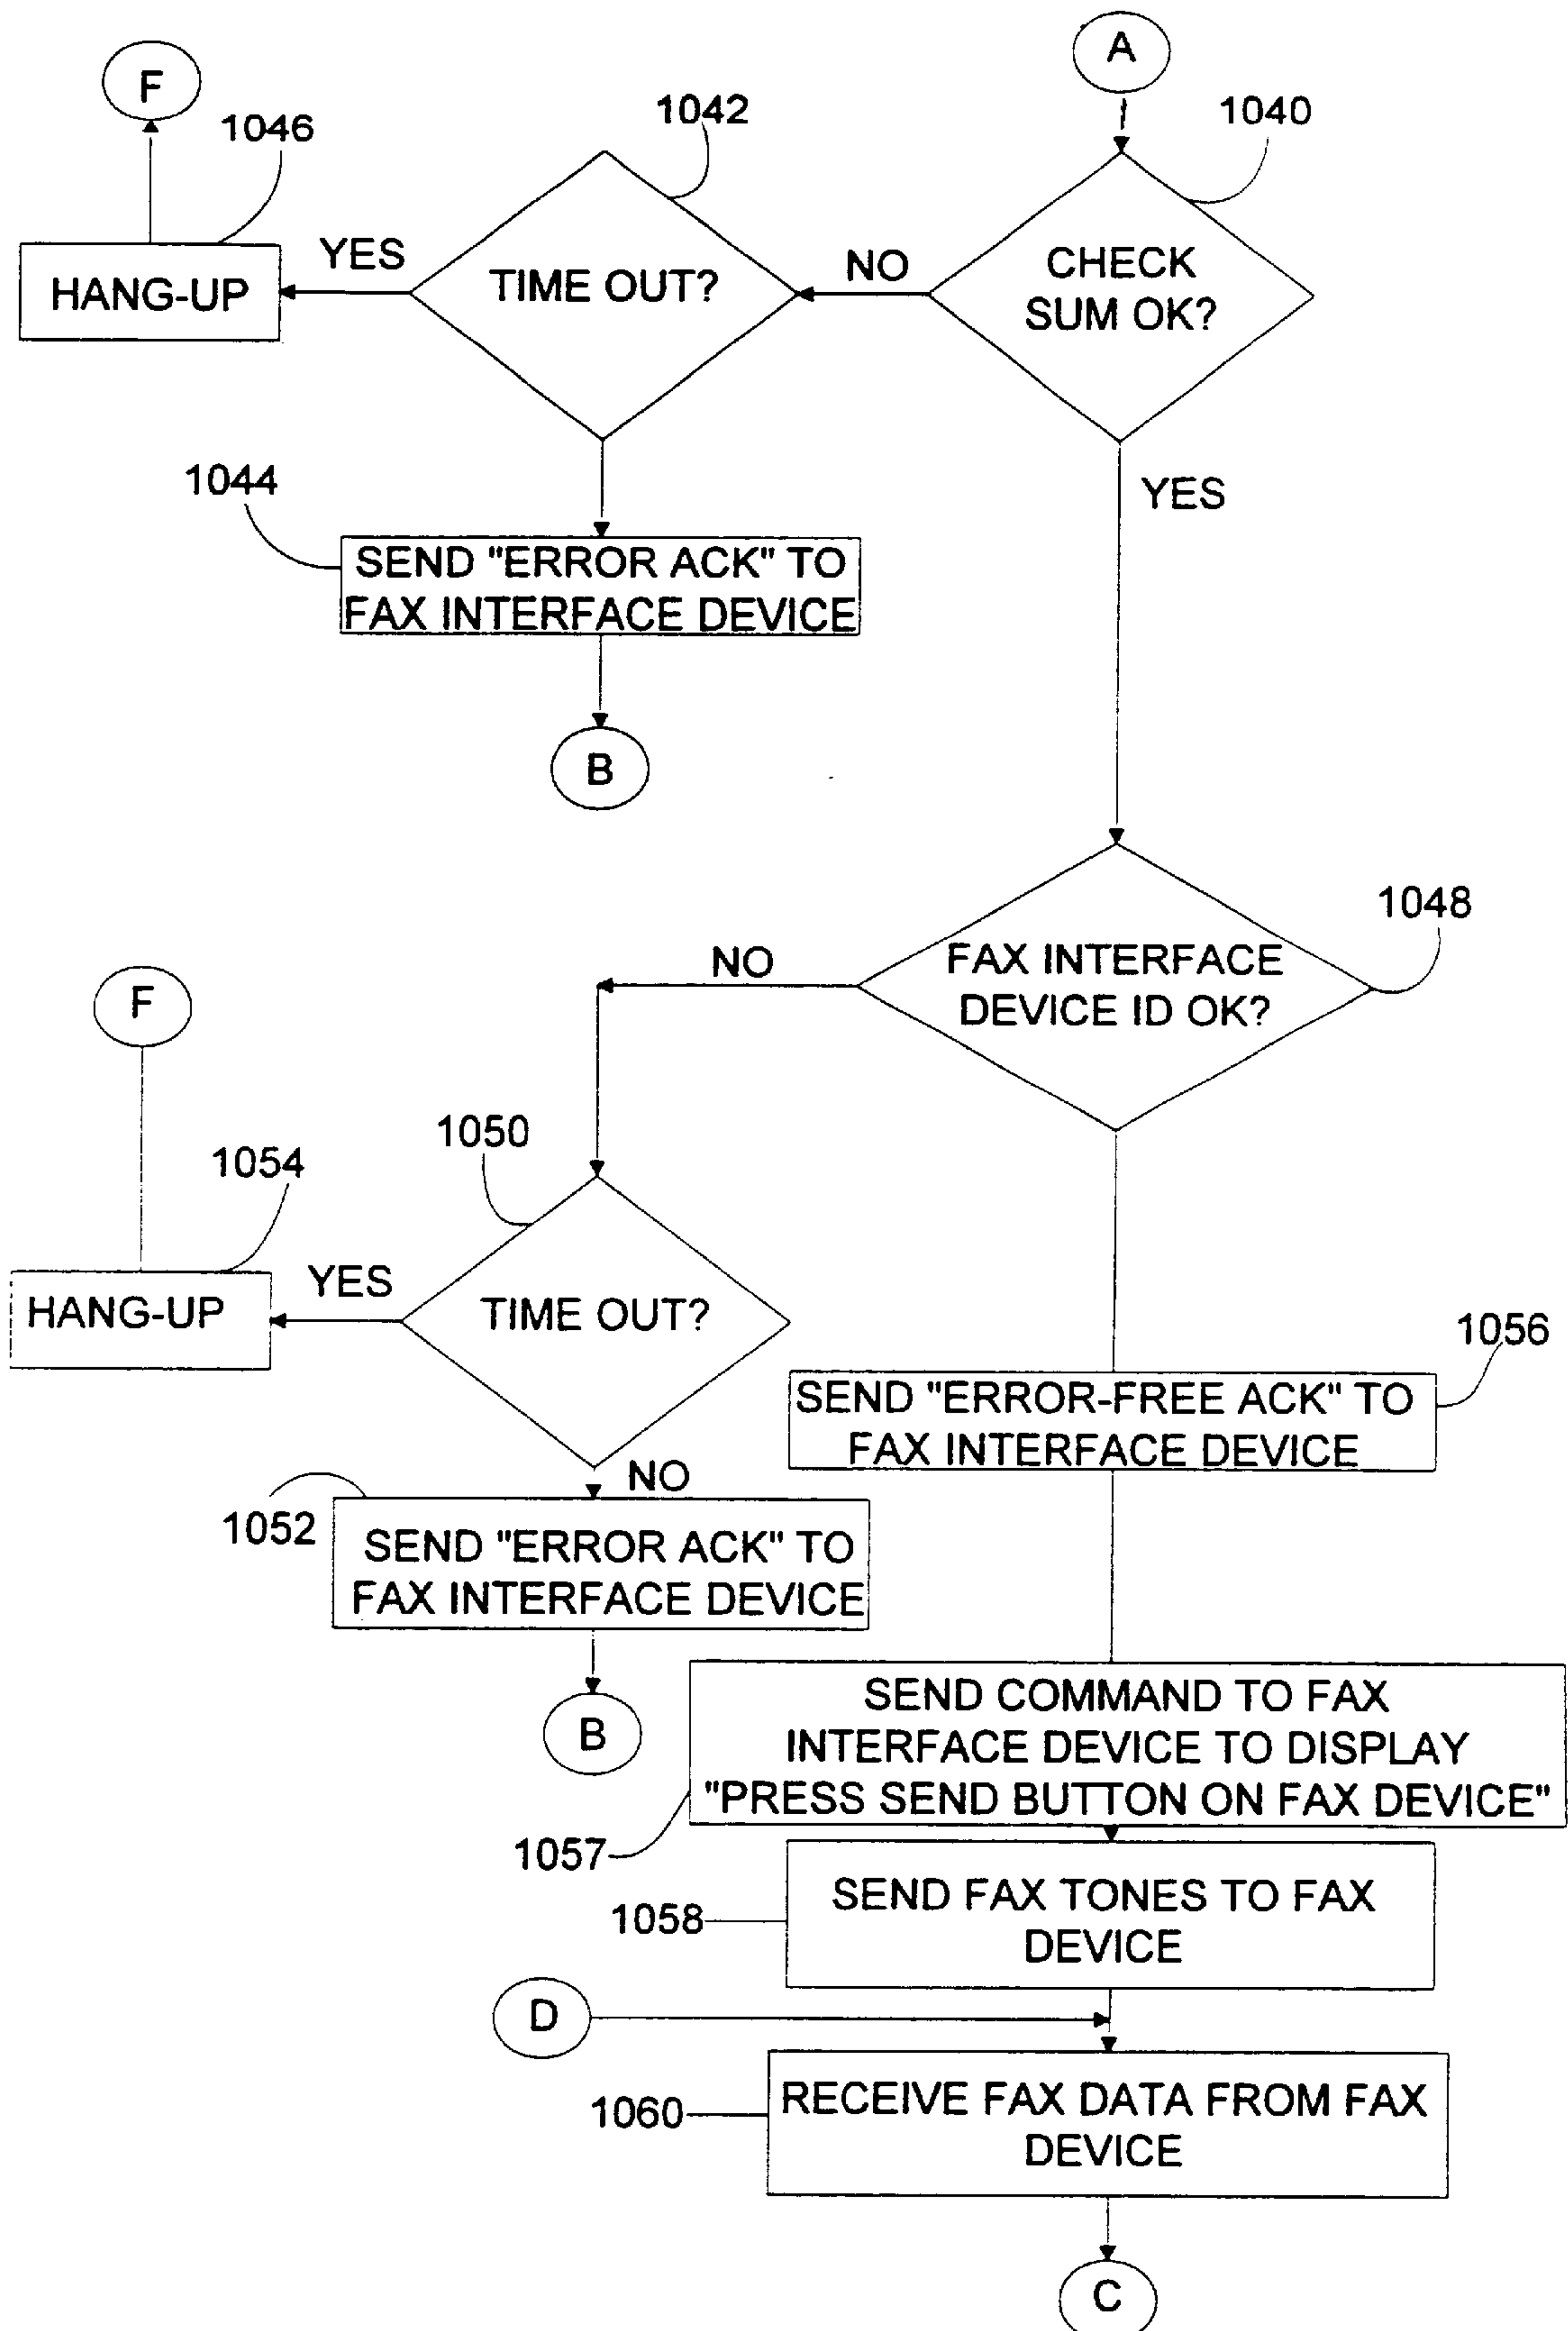 A
F
1046
1042
1040
HANG-UP
YES
TIME OUT?
NO
CHECK
SUM OK?
1044
YES
SEND "ERROR ACK" TO
FAX INTERFACE DEVICE
B
1048
NO
FAX INTERFACE
DEVICE ID OK?
F
1050
1054
YES
HANG-UP
TIME OUT?
1056
SEND "ERROR-FREE ACK" TO
FAX INTERFACE DEVICE
NO
1052
SEND "ERROR ACK" TO
FAX INTERFACE DEVICE
B
SEND COMMAND TO FAX
INTERFACE DEVICE TO DISPLAY
"PRESS SEND BUTTON ON FAX DEVICE"
1057
1058
SEND FAX TONES TO FAX
DEVICE
D
1060
RECEIVE FAX DATA FROM FAX
DEVICE
C